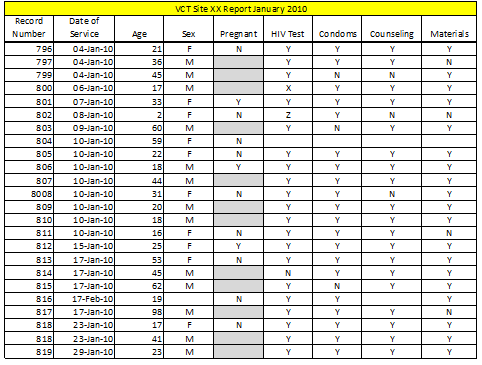 VCT Site XX Report January 2010
Record Number Date of Service Age Sex Pregnant HIV Test Condoms Counseling Materials
796 04-Jan-10 21 F N Y Y Y Y
797 04-Jan-10 36 M Y Y Y N
799 04-Jan-10 45 M Y N N Y
800 06-Jan-10 17 M X Y Y Y
801 07-Jan-10 33 F Y Y Y Y Y
802 08-Jan-10 2 F N Z Y N N
803 09-Jan-10 60 M Y N Y Y
804 10-Jan-10 59 F N
805 10-Jan-10 22 F N Y Y Y Y
806 10-Jan-10 18 M Y Y Y Y Y
807 10-Jan-10 44 M Y Y Y Y
8008 10-Jan-10 31 F N Y Y N Y
809 10-Jan-10 20 M Y Y Y Y
810 10-Jan-10 18 M Y Y Y Y
811 10-Jan-10 16 F N Y Y Y N
812 15-Jan-10 25 F Y Y Y Y Y
813 17-Jan-10 53 F N Y Y Y Y
814 17-Jan-10 45 M N Y Y Y
815 17-Jan-10 62 M Y N Y Y
816 17-Feb-10 19 N Y Y Y
817 17-Jan-10 98 M Y Y Y N
818 23-Jan-10 17 F N Y Y Y Y
818 23-Jan-10 41 M Y Y Y Y
819 29-Jan-10 23 M Y Y Y Y